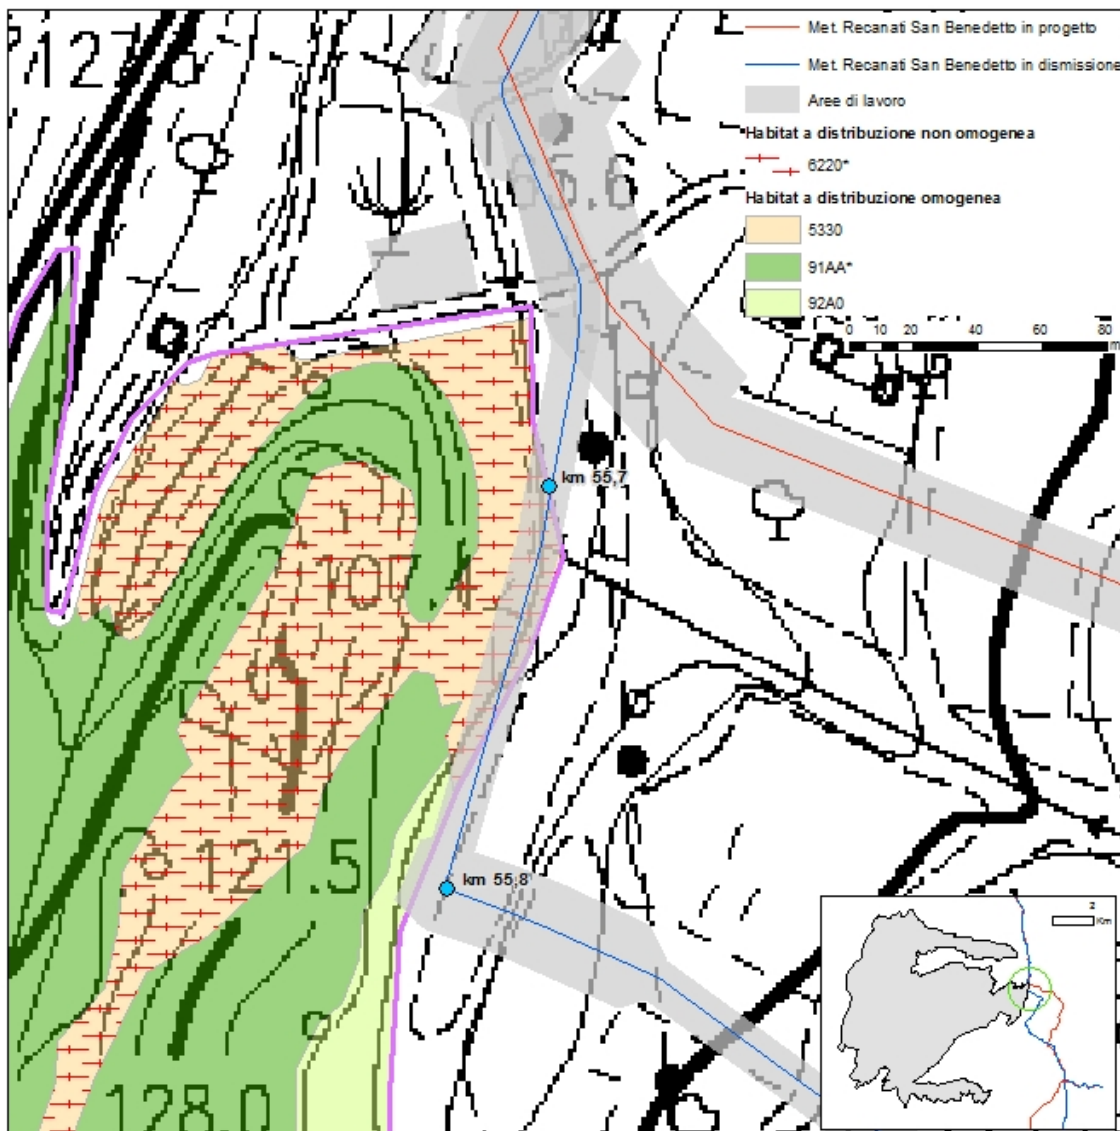 Met. Recanati San Benedetto in progetto
Met. Recanati San Benedetto in dismissione
Aree di lavoro
Habitat a distribuzione non omogenea
6220*
Habitat a distribuzione omogenea
5330
91AA*
92A0
0 10 20 40 60 80
m
km 55,7
km 55,8
121.5
128.0
2
Km